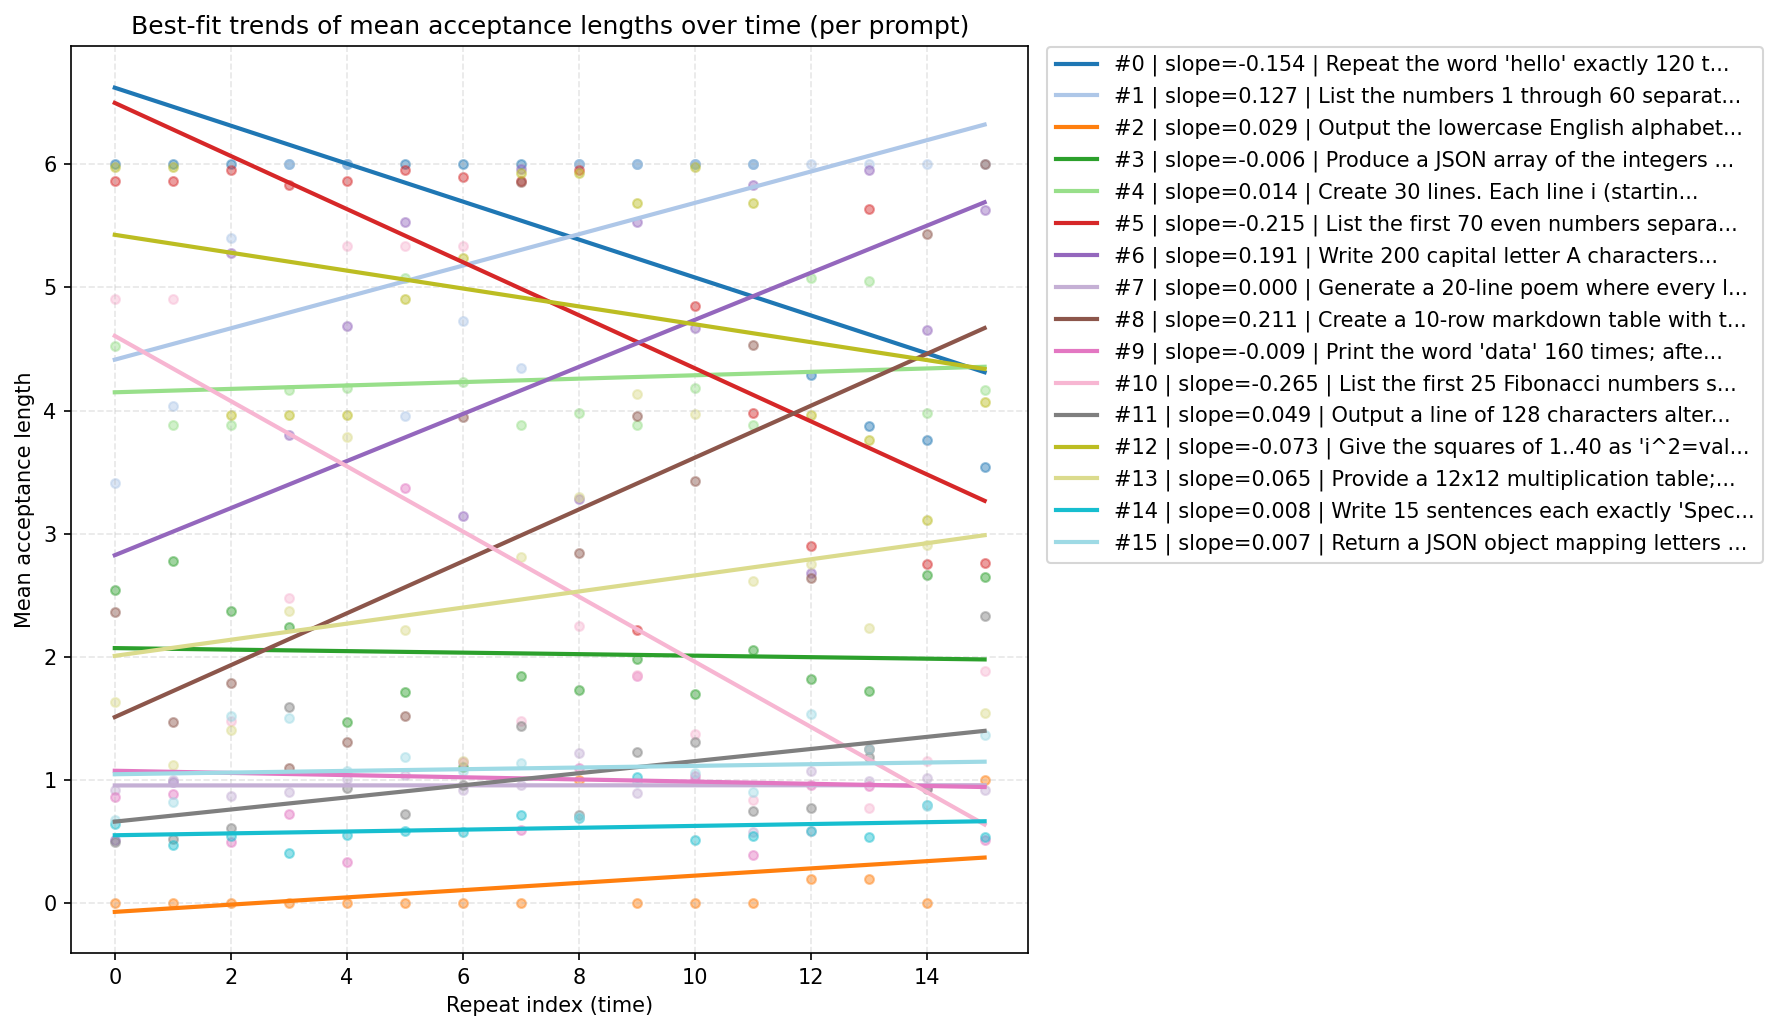 Best-fit trends of mean acceptance lengths over time (per prompt)
Mean acceptance length
6
5
4
3
2
1
0
0 2 4 6 8 10 12 14
Repeat index (time)
#0 | slope=-0.154 | Repeat the word 'hello' exactly 120 t...
#1 | slope=0.127 | List the numbers 1 through 60 separat...
#2 | slope=0.029 | Output the lowercase English alphabet...
#3 | slope=-0.006 | Produce a JSON array of the integers ...
#4 | slope=0.014 | Create 30 lines. Each line i (startin...
#5 | slope=-0.215 | List the first 70 even numbers separa...
#6 | slope=0.191 | Write 200 capital letter A characters...
#7 | slope=0.000 | Generate a 20-line poem where every l...
#8 | slope=0.211 | Create a 10-row markdown table with t...
#9 | slope=-0.009 | Print the word 'data' 160 times; afte...
#10 | slope=-0.265 | List the first 25 Fibonacci numbers s...
#11 | slope=0.049 | Output a line of 128 characters alter...
#12 | slope=-0.073 | Give the squares of 1..40 as 'i^2=val...
#13 | slope=0.065 | Provide a 12x12 multiplication table;...
#14 | slope=0.008 | Write 15 sentences each exactly 'Spec...
#15 | slope=0.007 | Return a JSON object mapping letters ...